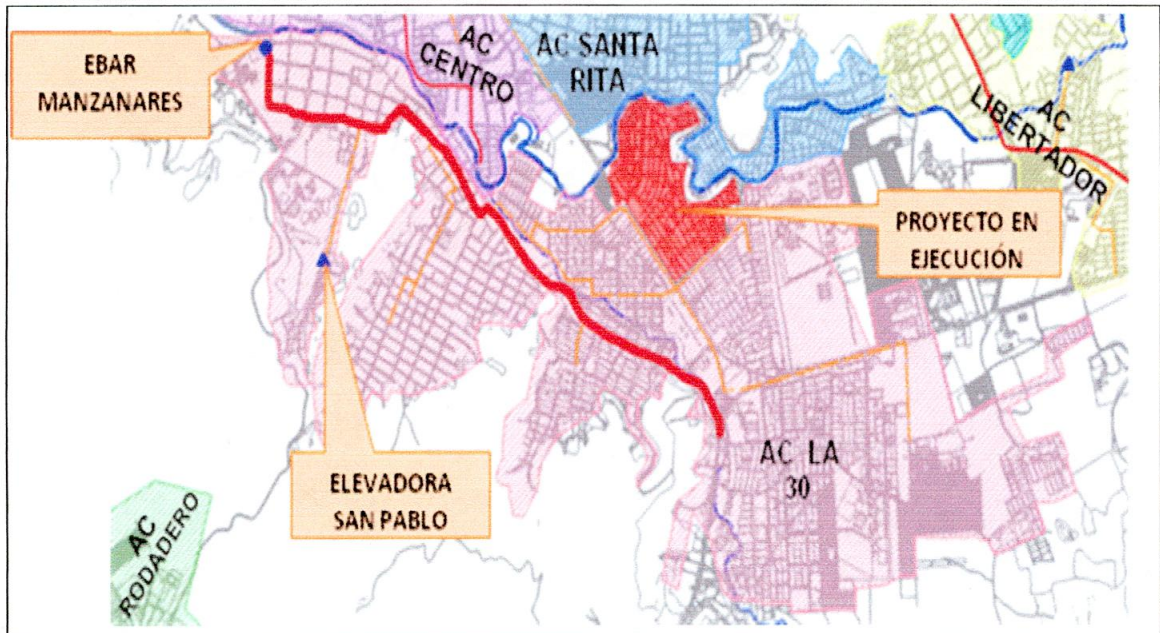 EBAR
MANZANARES
AC
CENTRO
AC SANTA
RITA
AC
LIBERTADOR
PROYECTO EN
EJECUCIÓN
ELEVADORA
SAN PABLO
AC LA
30
AC
RODADERO